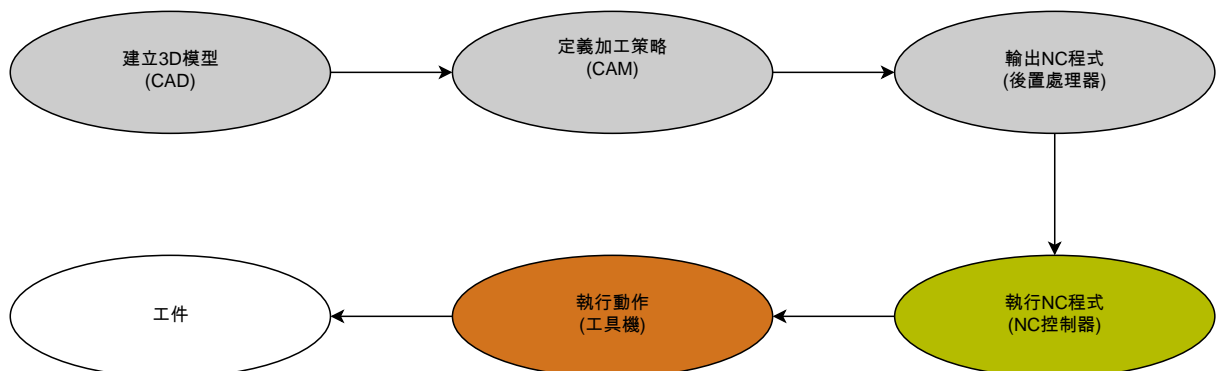 建立3D模型
(CAD)
定義加工策略
(CAM)
輸出NC程式
(後置處理器)
工件
執行動作
(工具機)
執行NC程式
(NC控制器)